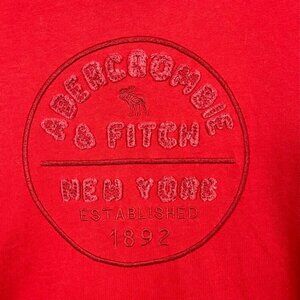 ABERCROMBIE
& FITCH
NEW YORK
ESTABLISHED
1892